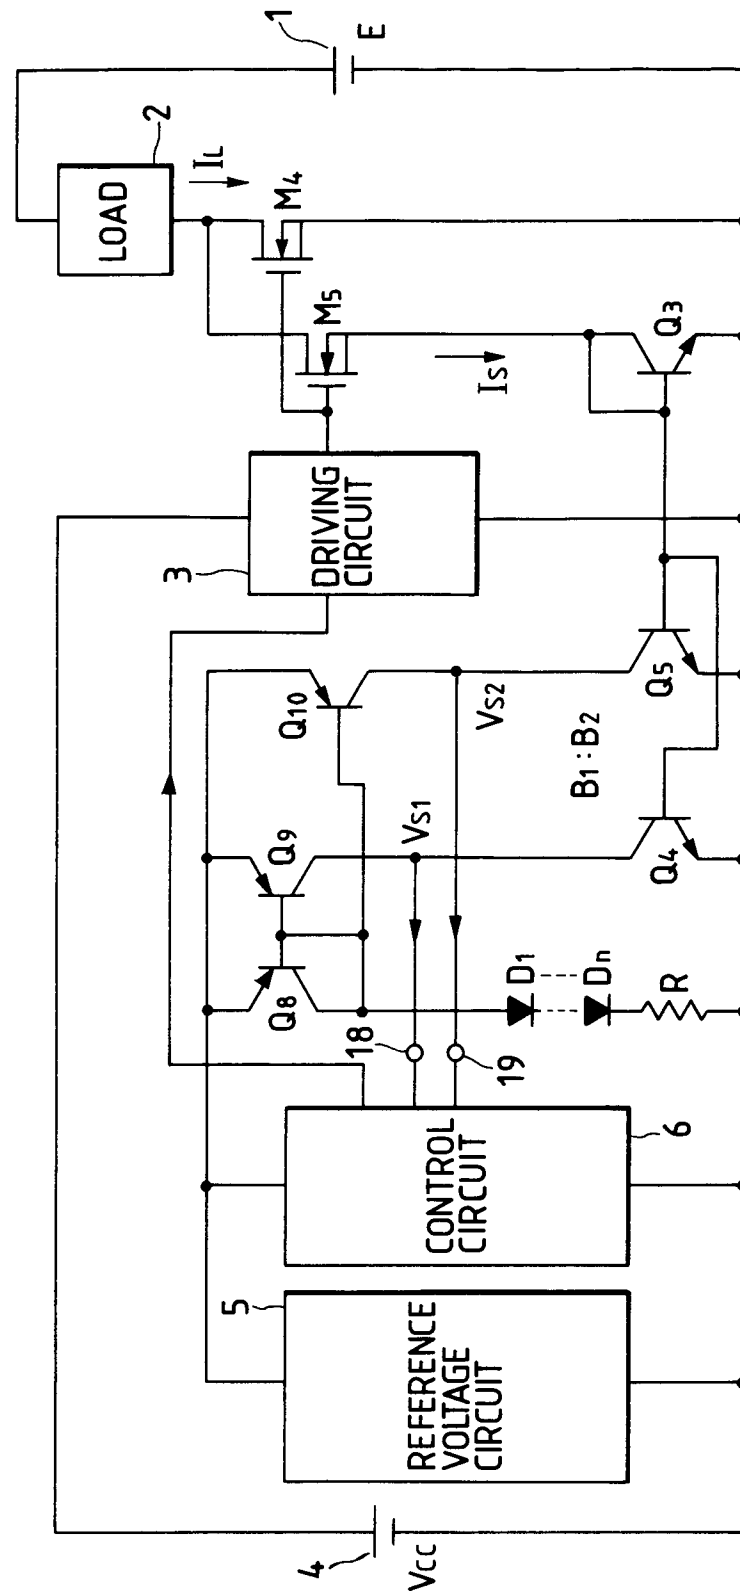 4
VCC
5
REFERENCE
VOLTAGE
CIRCUIT
CONTROL
CIRCUIT
6
18
19
Q8
Q9
Q10
D1
Dn
R
VS1
VS2
B1 : B2
Q4
Q5
3
DRIVING
CIRCUIT
M5
M4
IS
Q3
LOAD
2
IL
1
E